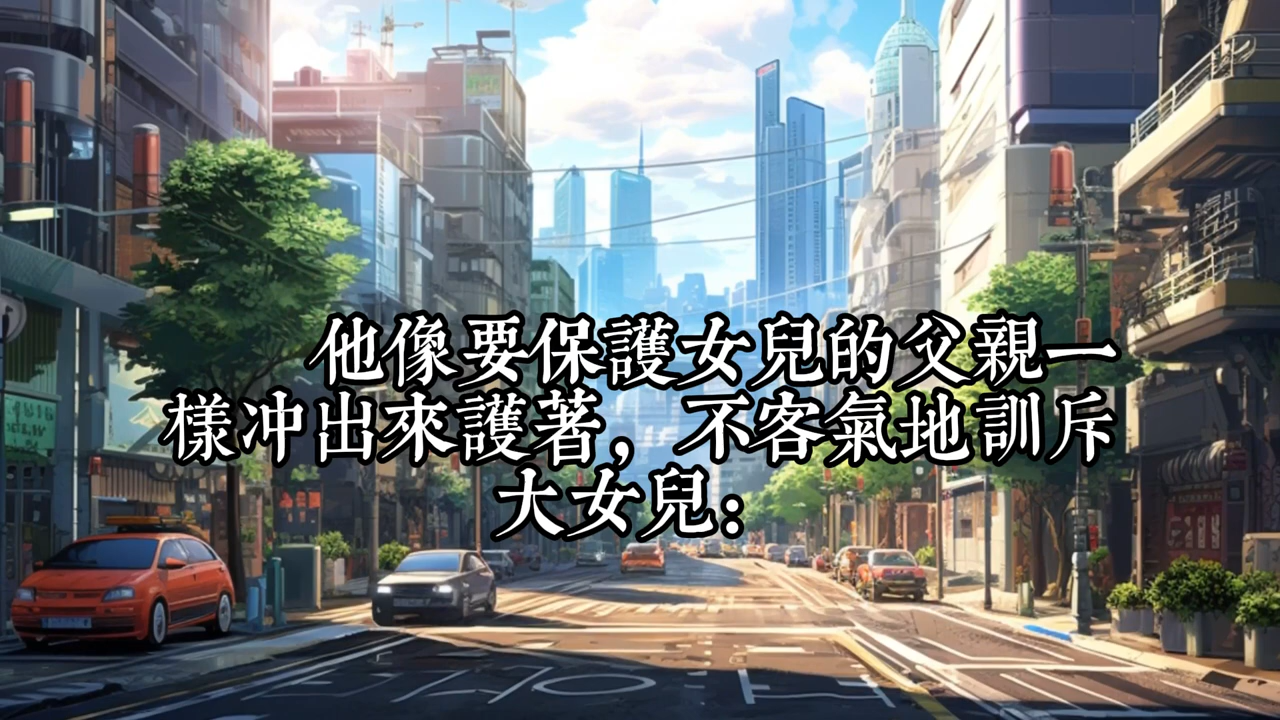 他像要保護女兒的父親一
樣冲出來護著，不客氣地訓斥
大女兒：